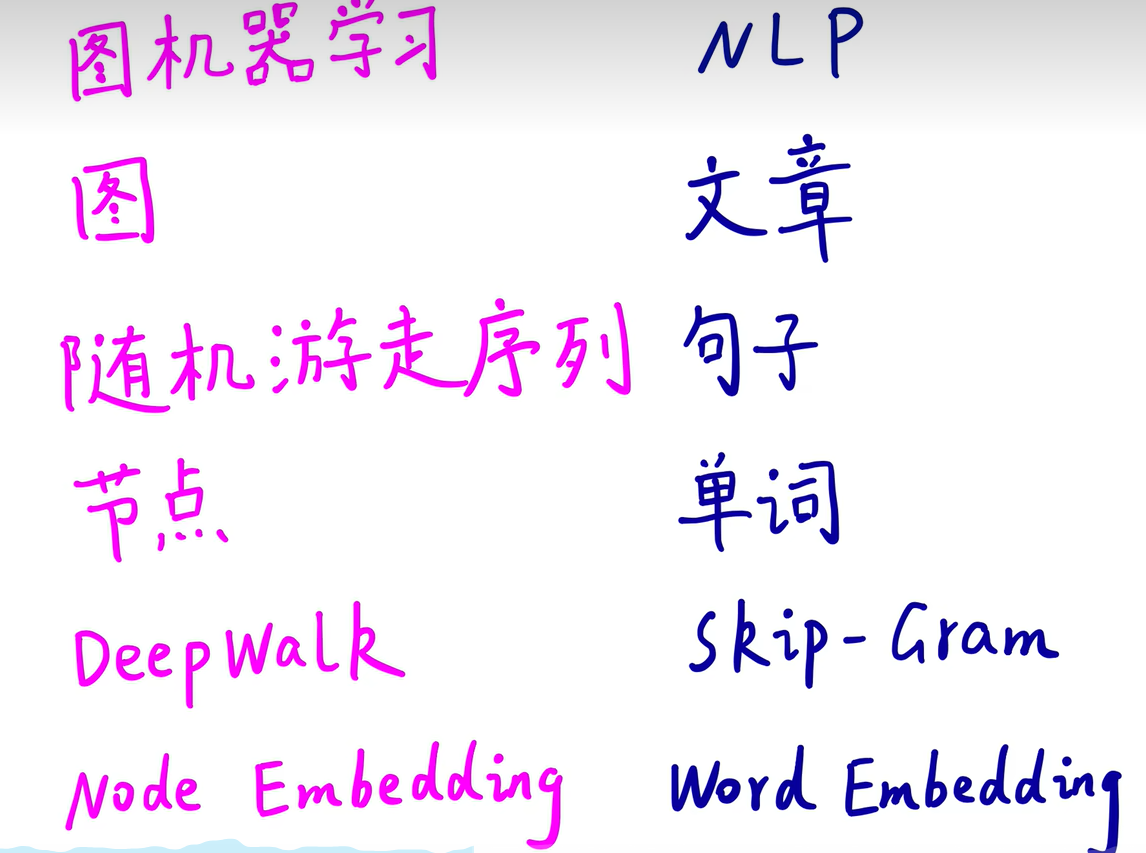 图机器学习 NLP
图 文章
随机游走序列 句子
节点 单词
DeepWalk Skip-Gram
Node Embedding Word Embedding